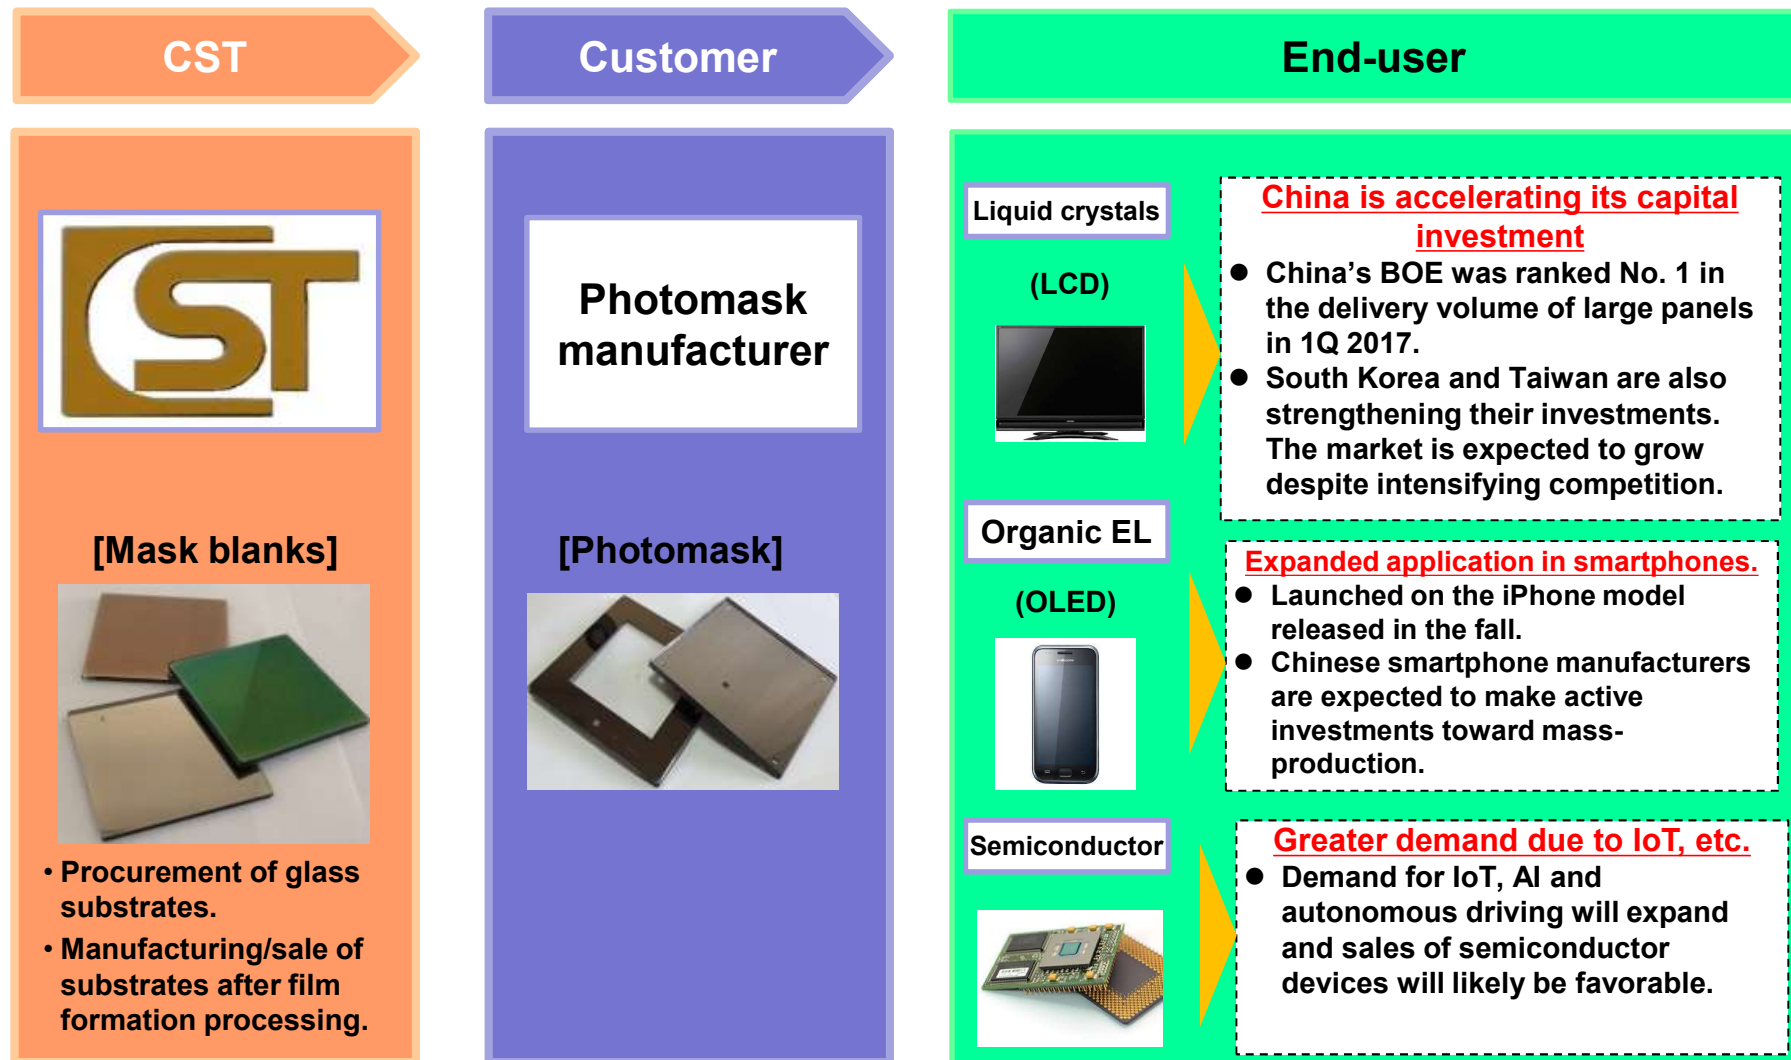 CST
Customer
End-user
CST
[Mask blanks]
• Procurement of glass
substrates.
• Manufacturing/sale of
substrates after film
formation processing.
Photomask
manufacturer
[Photomask]
Liquid crystals
(LCD)
China is accelerating its capital
investment
● China’s BOE was ranked No. 1 in
the delivery volume of large panels
in 1Q 2017.
● South Korea and Taiwan are also
strengthening their investments.
The market is expected to grow
despite intensifying competition.
Organic EL
(OLED)
Expanded application in smartphones.
● Launched on the iPhone model
released in the fall.
● Chinese smartphone manufacturers
are expected to make active
investments toward mass-
production.
Semiconductor
Greater demand due to IoT, etc.
● Demand for IoT, AI and
autonomous driving will expand
and sales of semiconductor
devices will likely be favorable.